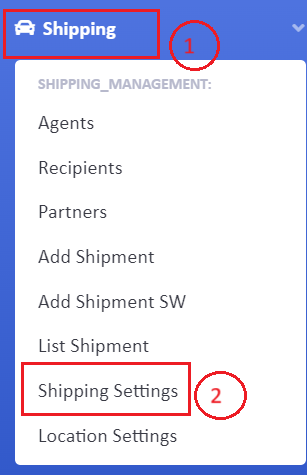 Shipping
1
SHIPPING_MANAGEMENT:
Agents
Recipients
Partners
Add Shipment
Add Shipment SW
List Shipment
Shipping Settings
2
Location Settings